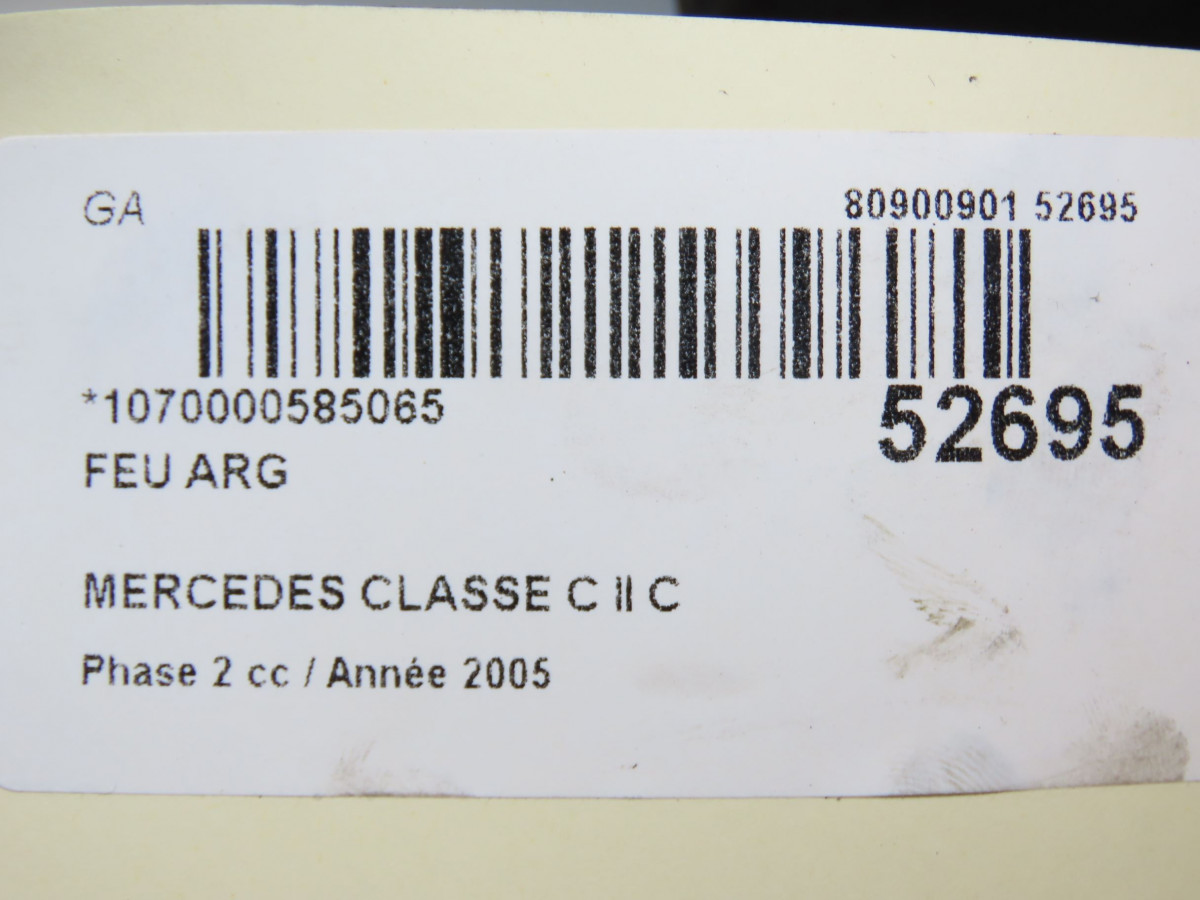 GA
80900901 52695
*1070000585065
52695
FEU ARG
MERCEDES CLASSE C II C
Phase 2 cc / Année 2005